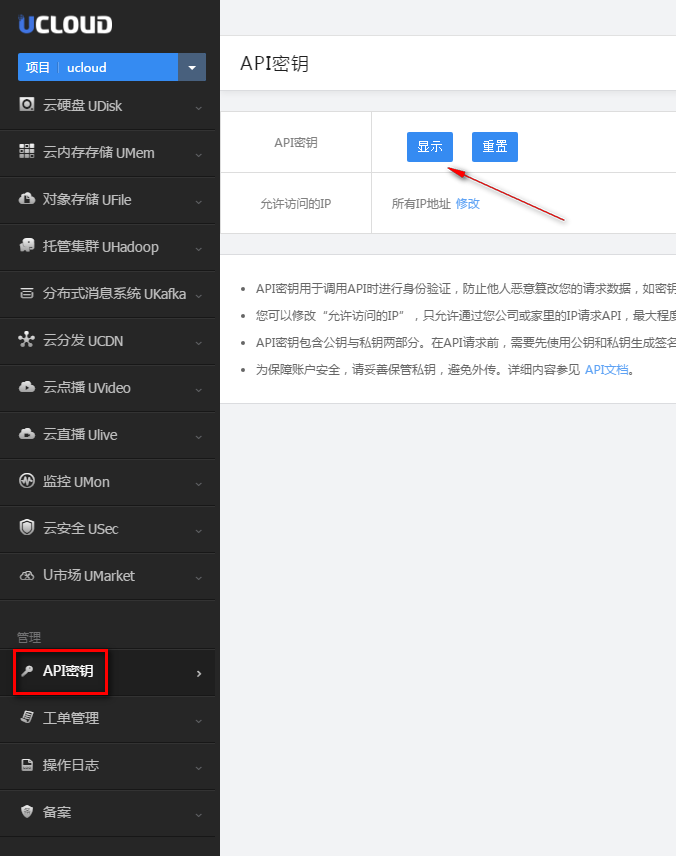 UCLOUD
项目 ucloud
云硬盘 UDisk
云内存存储 UMem
对象存储 UFile
托管集群 UHadoop
分布式消息系统 UKafka
云分发 UCDN
云点播 UVideo
云直播 Ulive
监控 UMon
云安全 USec
U市场 UMarket
管理
API密钥
工单管理
操作日志
备案
API密钥
API密钥 显示 重置
允许访问的IP 所有IP地址 修改
API密钥用于调用API时进行身份验证，防止他人恶意篡改您的请求数据，如密钥
您可以修改“允许访问的IP”，只允许通过您公司或家里的IP请求API，最大程度
API密钥包含公钥与私钥两部分。在API请求前，需要先使用公钥和私钥生成签名
为保障账户安全，请妥善保管私钥，避免外传。详细内容参见 API文档。